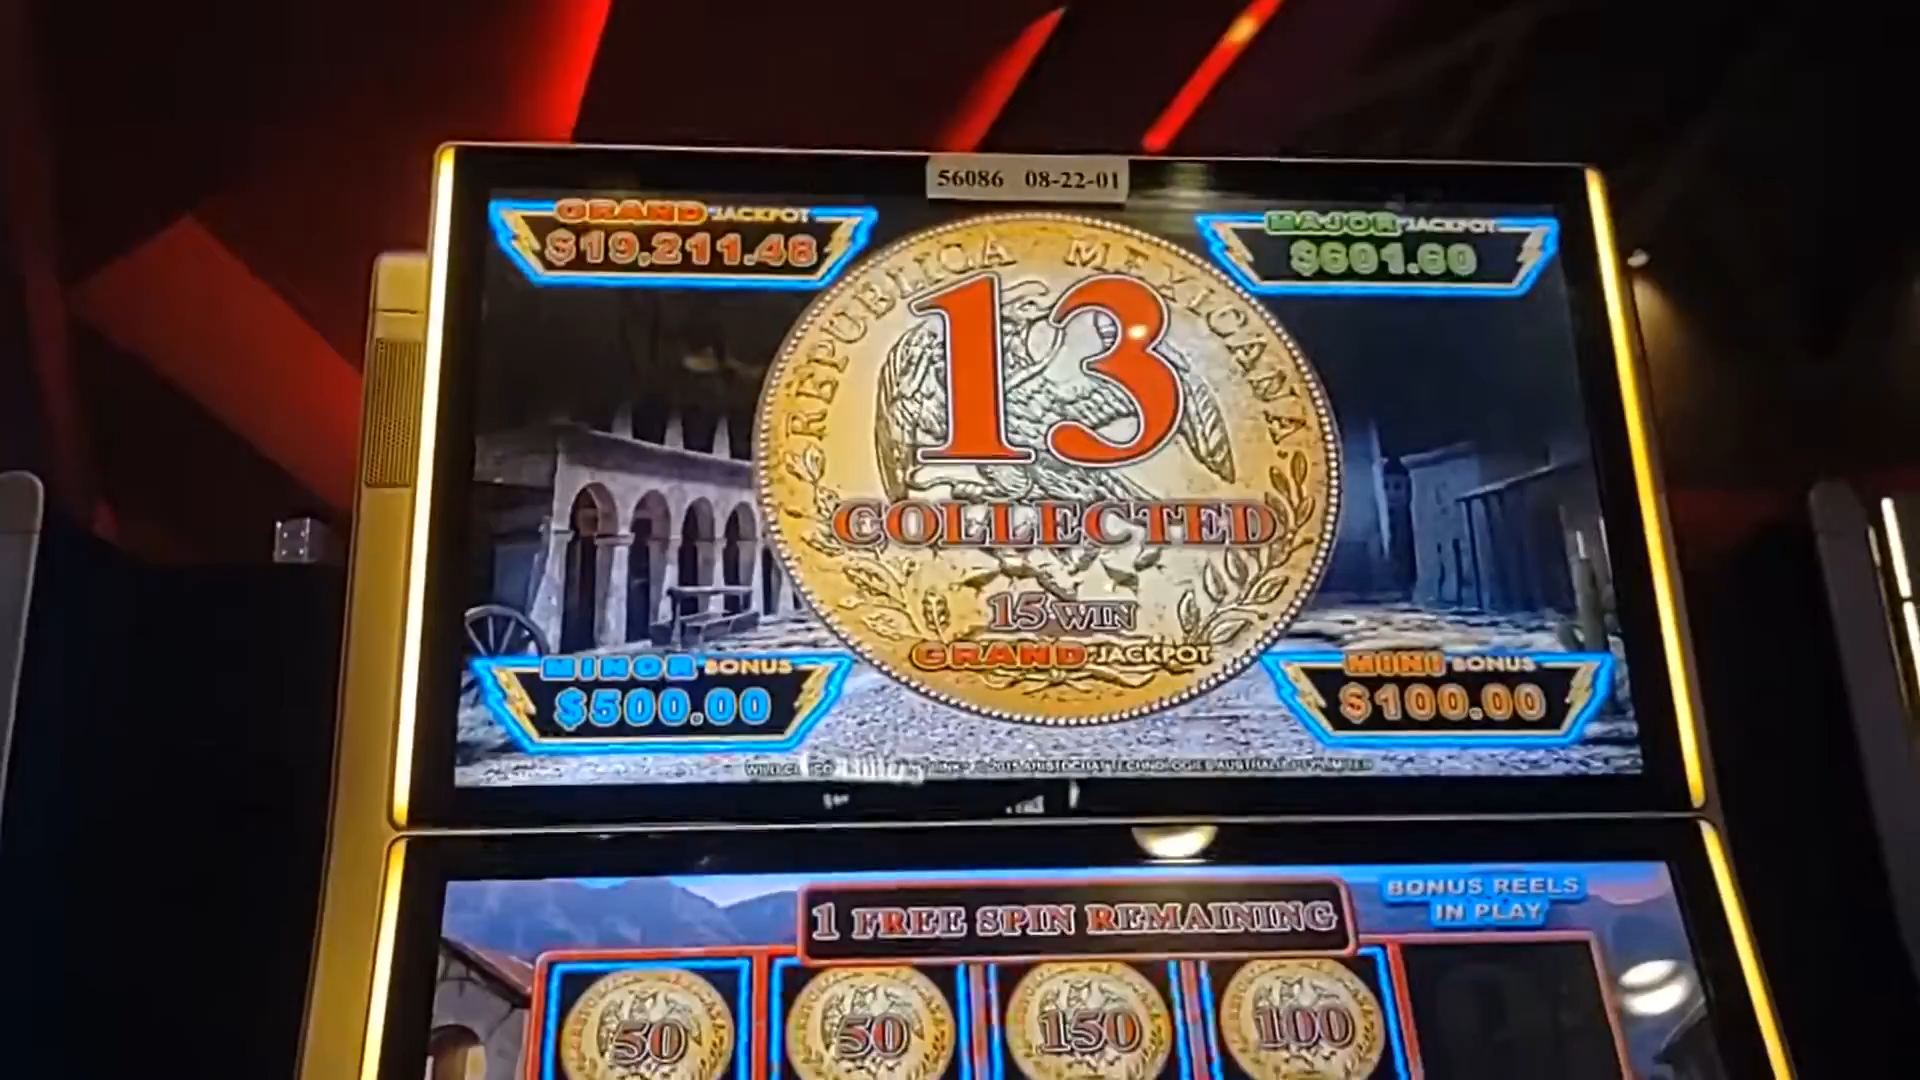 56086 08-22-01
GRAND JACKPOT
$19,211.48
MAJOR JACKPOT
$601.60
REPUBLICA MEXICANA
13
COLLECTED
15 WIN
GRAND JACKPOT
MINOR BONUS
$500.00
MINI BONUS
$100.00
TECHNOLOGIES AUSTRALIA
1 FREE SPIN REMAINING
BONUS REELS
IN PLAY
50
50
150
100